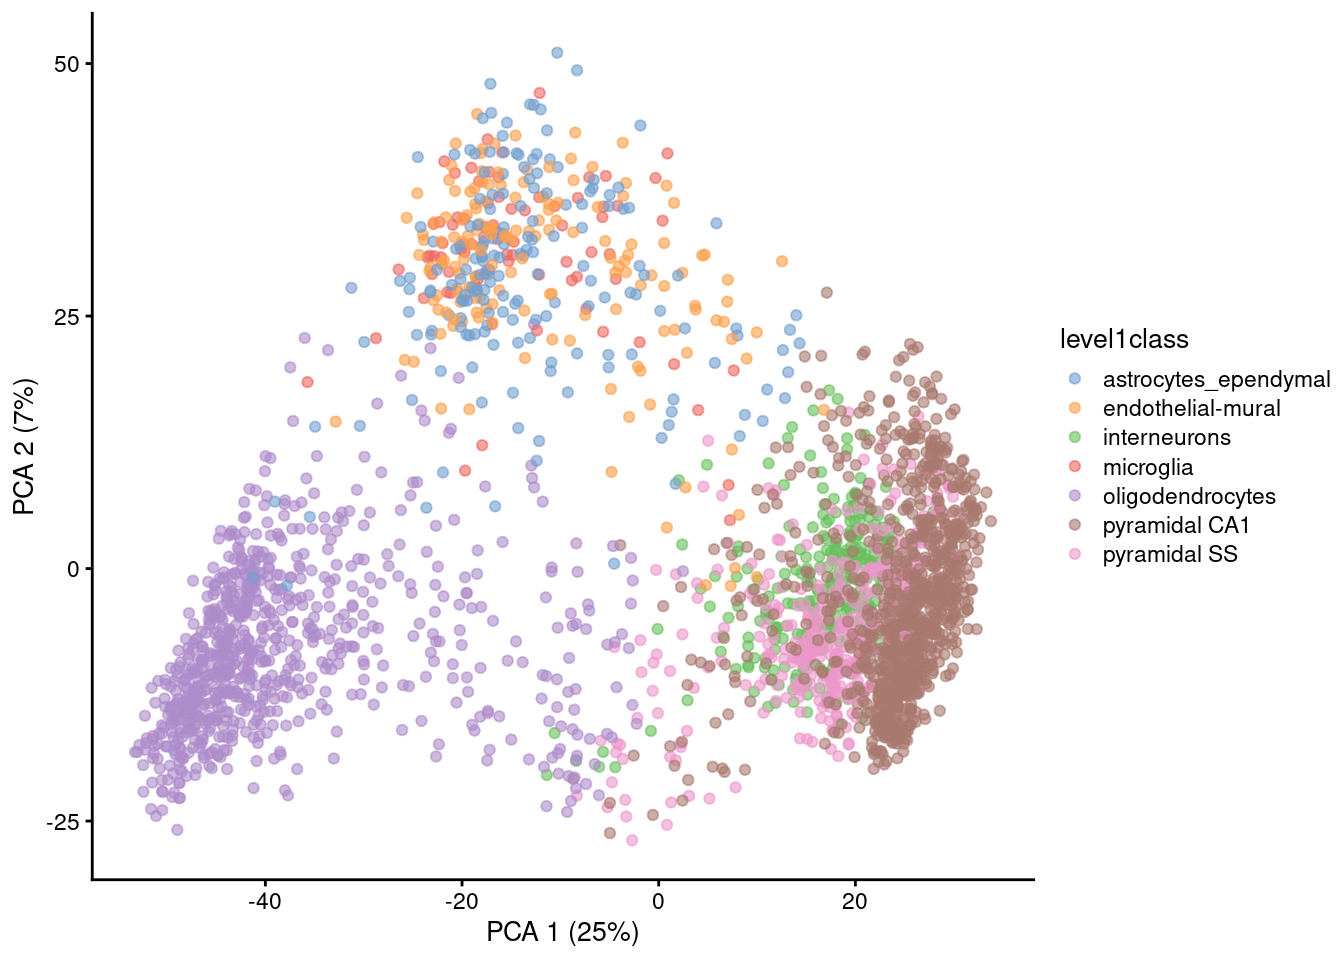 50
25
0
-25
-40
-20
0
20
PCA 1 (25%)
PCA 2 (7%)
level1class
astrocytes_ependymal
endothelial-mural
interneurons
microglia
oligodendrocytes
pyramidal CA1
pyramidal SS